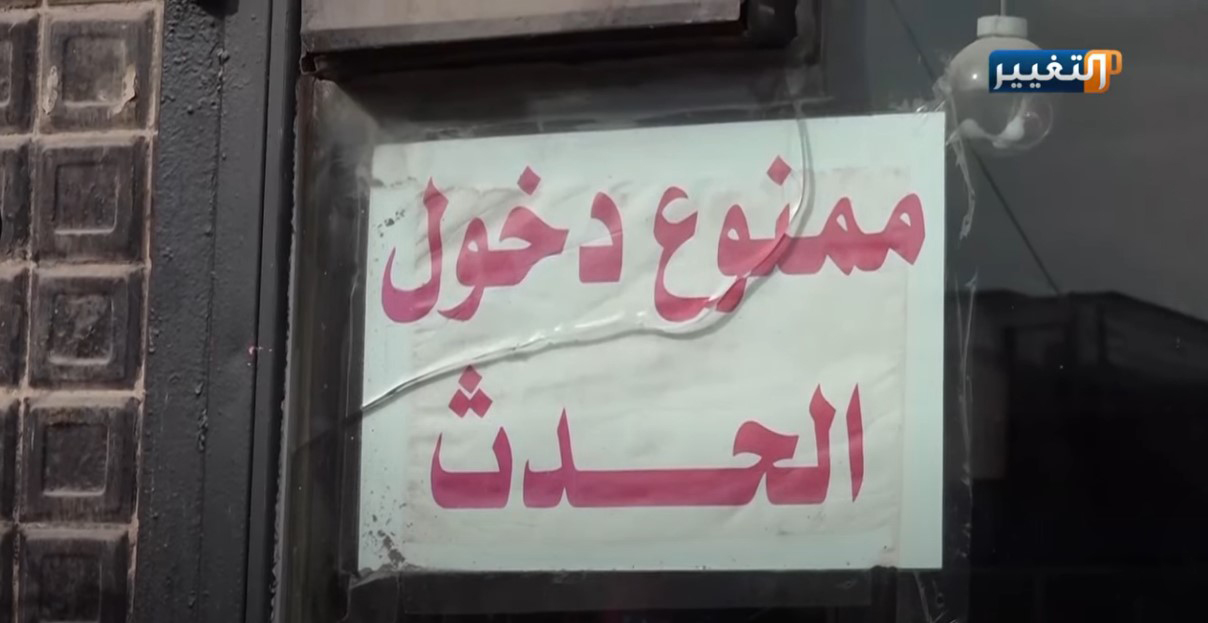 التغيير
ممنوع دخول
الحدث